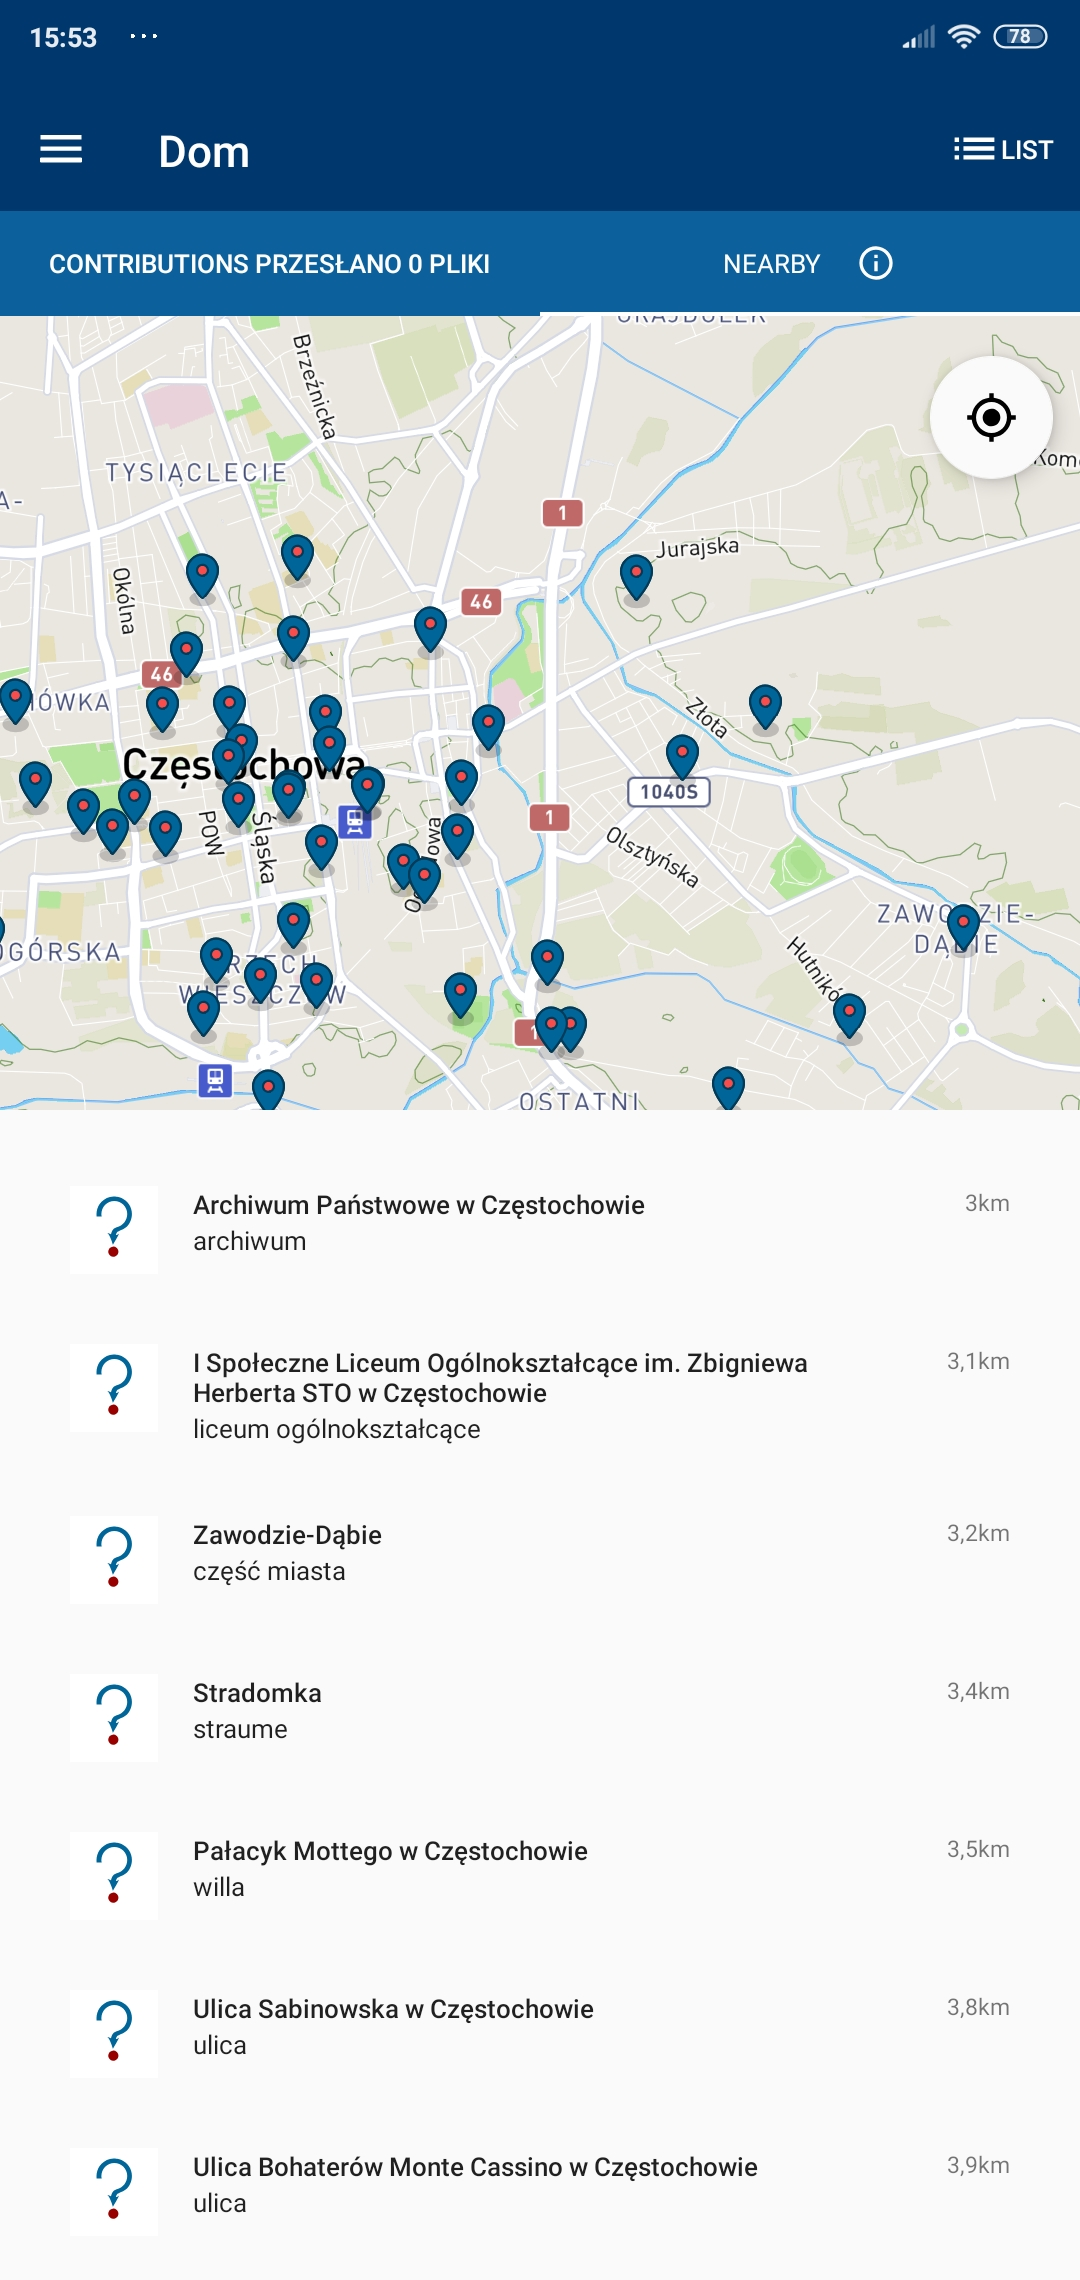 15:53 ...
78
Dom
LIST
CONTRIBUTIONS PRZESŁANO 0 PLIKI
NEARBY
Brzeźnicka
TYSIĄCLECIE
A-
1
Jurajska
Okólna
46
46
Złota
Częstochowa
1040S
1
POW
Śląska
Olsztyńska
ZAWODZIE-
DĄBIE
Hutników
OSTATNI
Archiwum Państwowe w Częstochowie
3km
archiwum
I Społeczne Liceum Ogólnokształcące im. Zbigniewa
3,1km
Herberta STO w Częstochowie
liceum ogólnokształcące
Zawodzie-Dąbie
3,2km
część miasta
Stradomka
3,4km
straume
Pałacyk Mottego w Częstochowie
3,5km
willa
Ulica Sabinowska w Częstochowie
3,8km
ulica
Ulica Bohaterów Monte Cassino w Częstochowie
3,9km
ulica